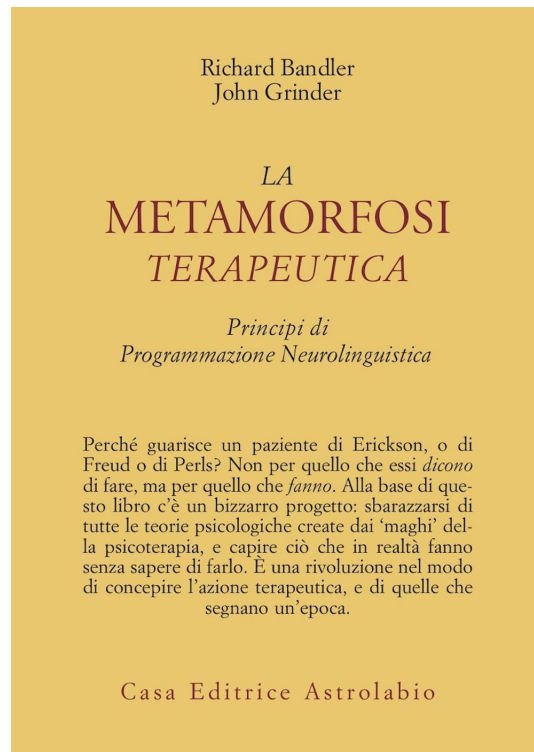 Richard Bandler
John Grinder
LA
METAMORFOSI
TERAPEUTICA
Principi di
Programmazione Neurolinguistica
Perché guarisce un paziente di Erickson, o di
Freud o di Perls? Non per quello che essi dicono
di fare, ma per quello che fanno. Alla base di que-
sto libro c'è un bizzarro progetto: sbarazzarsi di
tutte le teorie psicologiche create dai ‘maghi’ del-
la psicoterapia, e capire ciò che in realtà fanno
senza sapere di farlo. È una rivoluzione nel modo
di concepire l'azione terapeutica, e di quelle che
segnano un'epoca.
Casa Editrice Astrolabio